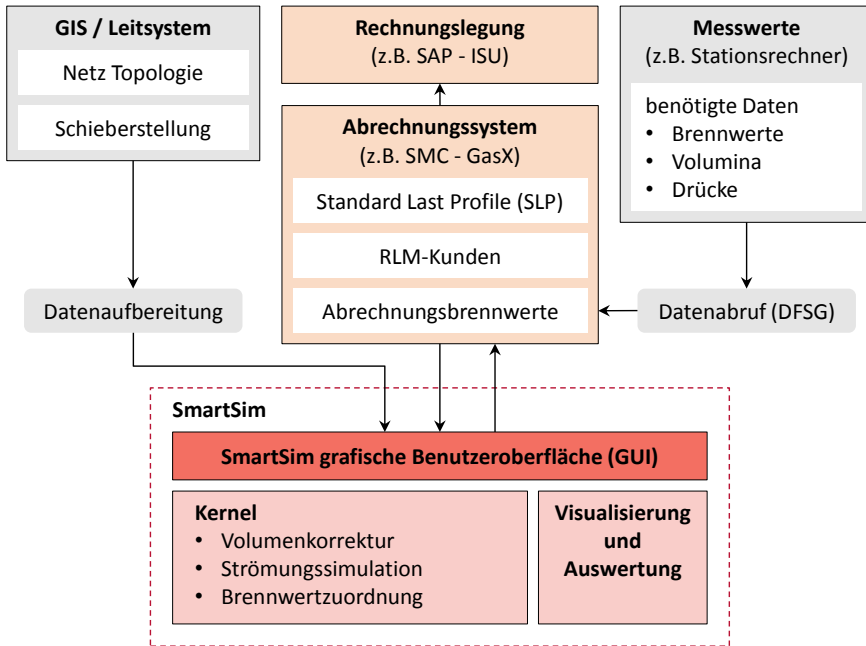 GIS / Leitsystem
Netz Topologie
Schieberstellung
Rechnungslegung
(z.B. SAP - ISU)
Messwerte
(z.B. Stationsrechner)
benötigte Daten
• Brennwerte
• Volumina
• Drücke
Abrechnungssystem
(z.B. SMC - GasX)
Standard Last Profile (SLP)
RLM-Kunden
Abrechnungsbrennwerte
Datenaufbereitung
Datenabruf (DFSG)
SmartSim
SmartSim grafische Benutzeroberfläche (GUI)
Kernel
• Volumenkorrektur
• Strömungssimulation
• Brennwertzuordnung
Visualisierung
und
Auswertung